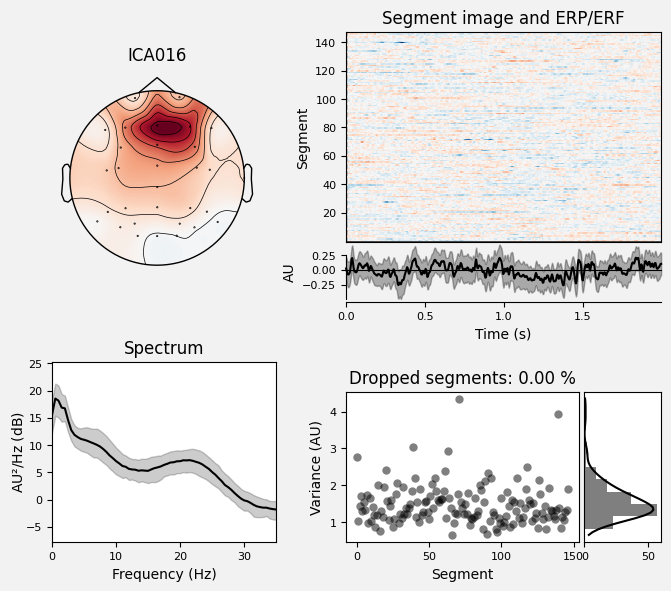 ICA016
Segment image and ERP/ERF
Segment
140
120
100
80
60
40
20
AU
0.25
0.00
−0.25
0.0 0.5 1.0 1.5
Time (s)
Spectrum
AU²/Hz (dB)
25
20
15
10
5
0
−5
0 10 20 30
Frequency (Hz)
Dropped segments: 0.00 %
Variance (AU)
4
3
2
1
0 50 100 150
Segment
0 50